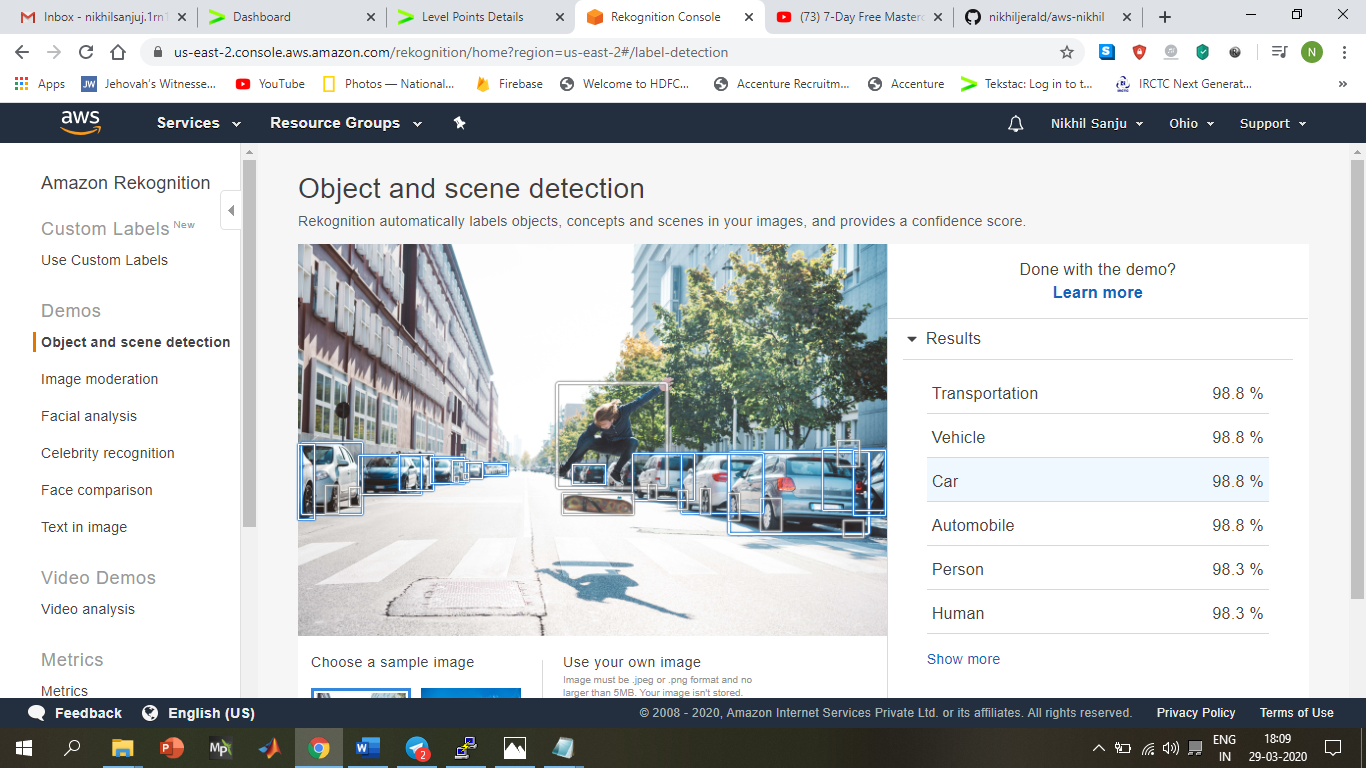 Inbox - nikhilsanjuj.1rn1
Dashboard
Level Points Details
Rekognition Console
(73) 7-Day Free Masterc
nikhiljerald/aws-nikhil
us-east-2.console.aws.amazon.com/rekognition/home?region=us-east-2#/label-detection
N
Apps
JW
Jehovah's Witnesse...
YouTube
Photos — National...
Firebase
Welcome to HDFC...
Accenture Recruitm...
Accenture
Tekstac: Log in to t...
IRCTC Next Generat...
aws
Services
Resource Groups
Nikhil Sanju
Ohio
Support
Amazon Rekognition
Custom Labels New
Use Custom Labels
Demos
Object and scene detection
Image moderation
Facial analysis
Celebrity recognition
Face comparison
Text in image
Video Demos
Video analysis
Metrics
Metrics
Object and scene detection
Rekognition automatically labels objects, concepts and scenes in your images, and provides a confidence score.
Choose a sample image
Use your own image
Image must be .jpeg or .png format and no
larger than 5MB. Your image isn't stored.
Done with the demo?
Learn more
Results
Transportation 98.8 %
Vehicle 98.8 %
Car 98.8 %
Automobile 98.8 %
Person 98.3 %
Human 98.3 %
Show more
Feedback
English (US)
© 2008 - 2020, Amazon Internet Services Private Ltd. or its affiliates. All rights reserved.
Privacy Policy
Terms of Use
2
ENG
IN
18:09
29-03-2020